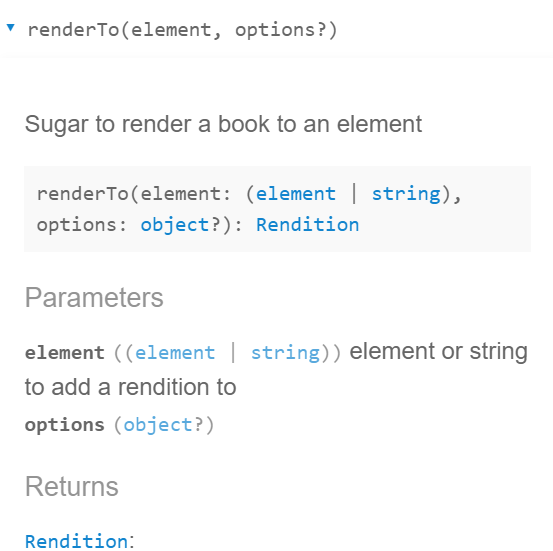 renderTo(element, options?)
Sugar to render a book to an element
renderTo(element: (element | string),
options: object?): Rendition
Parameters
element ((element | string)) element or string
to add a rendition to
options (object?)
Returns
Rendition: